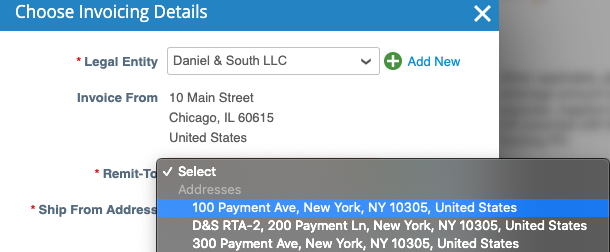 Choose Invoicing Details
* Legal Entity Daniel & South LLC Add New
Invoice From 10 Main Street
Chicago, IL 60615
United States
* Remit-To ✓ Select
Addresses
100 Payment Ave, New York, NY 10305, United States
* Ship From Address
D&S RTA-2, 200 Payment Ln, New York, NY 10305, United States
300 Payment Ave, New York, NY 10305, United States